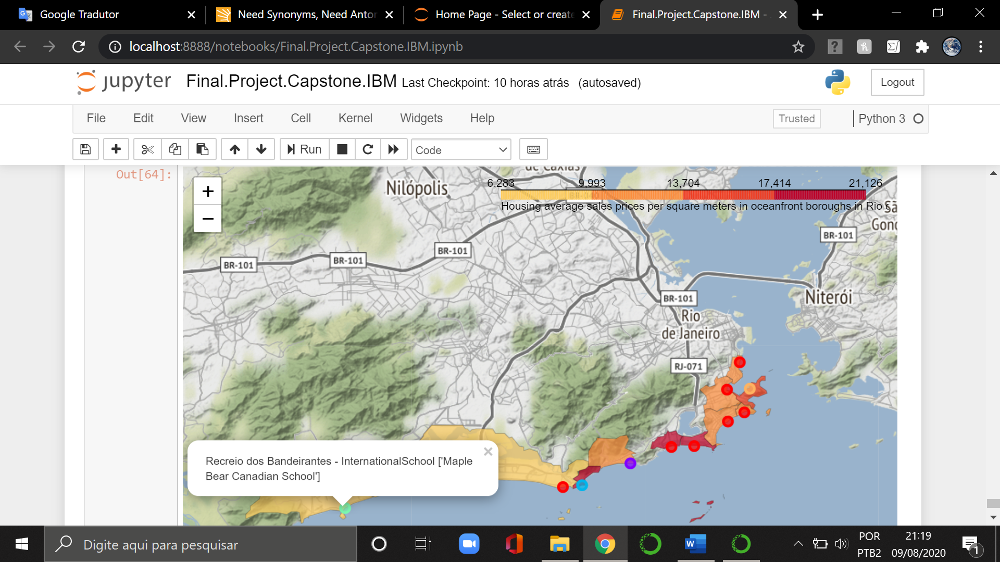 Google Tradutor
Need Synonyms, Need Anto
Home Page - Select or create
Final.Project.Capstone.IBM -
localhost:8888/notebooks/Final.Project.Capstone.IBM.ipynb
jupyter Final.Project.Capstone.IBM Last Checkpoint: 10 horas atrás (autosaved)
Logout
File Edit View Insert Cell Kernel Widgets Help
Trusted
Python 3
Run
Code
Out[64]:
+
−
de Caxias
Nilópolis
6,283 9,993 13,704 17,414 21,126
BR-040
Housing average sales prices per square meters in oceanfront boroughs in Rio
Sã
Gonç
BR-101
BR-101
BR-101
BR-101
BR-101
Niterói
Rio
de Janeiro
RJ-071
Recreio dos Bandeirantes - InternationalSchool ['Maple
Bear Canadian School']
Digite aqui para pesquisar
POR
PTB2
21:19
09/08/2020
1